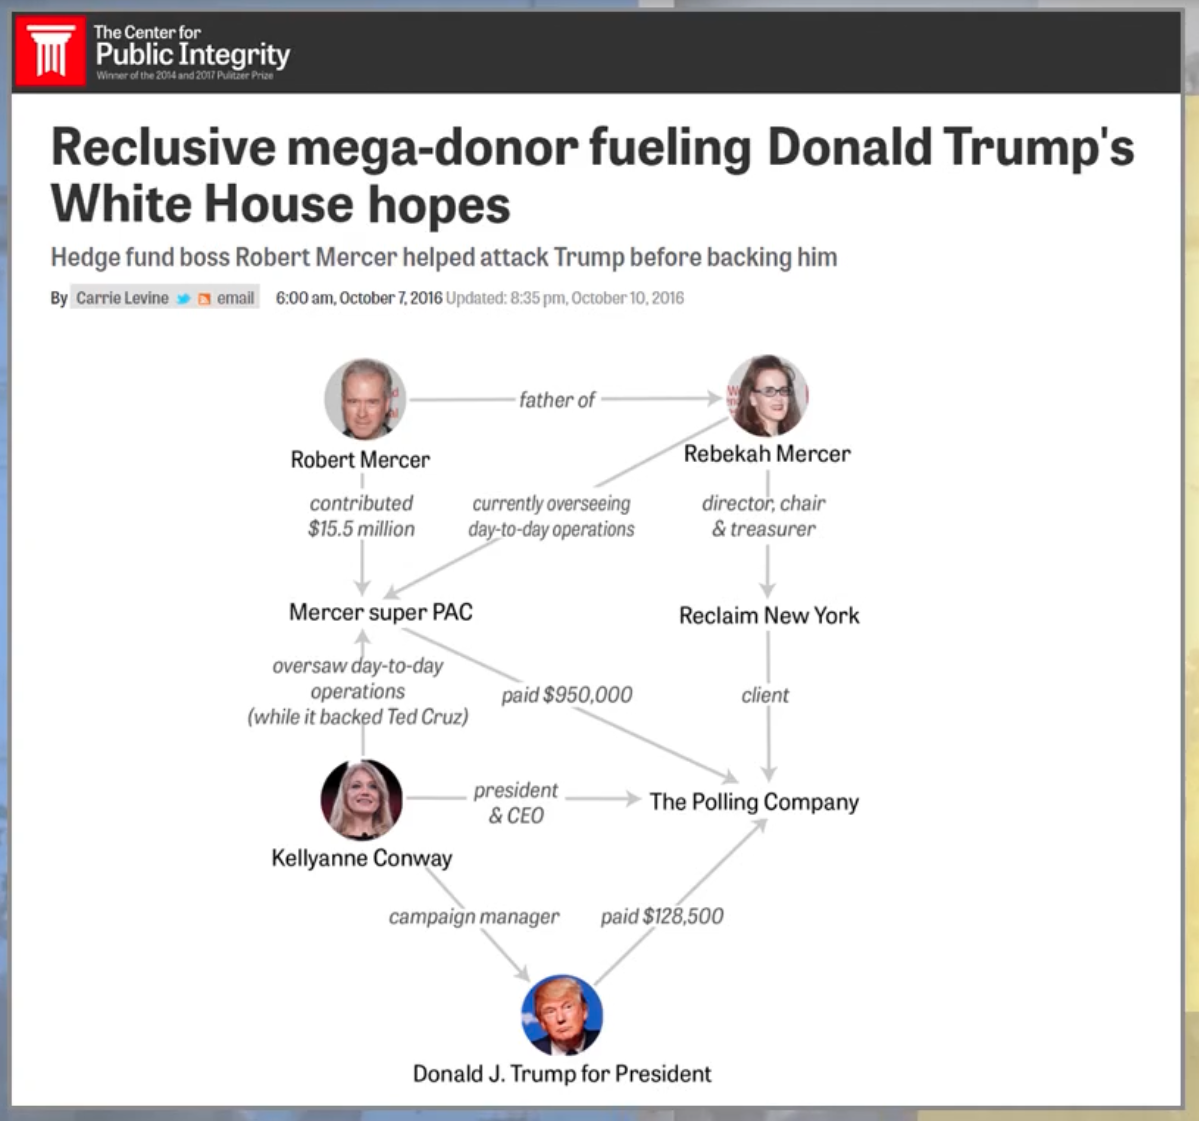 The Center for
Public Integrity
Winner of the 2014 and 2017 Pulitzer Prize
Reclusive mega-donor fueling Donald Trump's
White House hopes
Hedge fund boss Robert Mercer helped attack Trump before backing him
By Carrie Levine email 6:00 am, October 7, 2016 Updated: 8:35 pm, October 10, 2016
father of
Robert Mercer
Rebekah Mercer
contributed
$15.5 million
currently overseeing
day-to-day operations
director, chair
& treasurer
Mercer super PAC
Reclaim New York
oversaw day-to-day
operations
(while it backed Ted Cruz)
paid $950,000
client
president
& CEO
The Polling Company
Kellyanne Conway
campaign manager
paid $128,500
Donald J. Trump for President